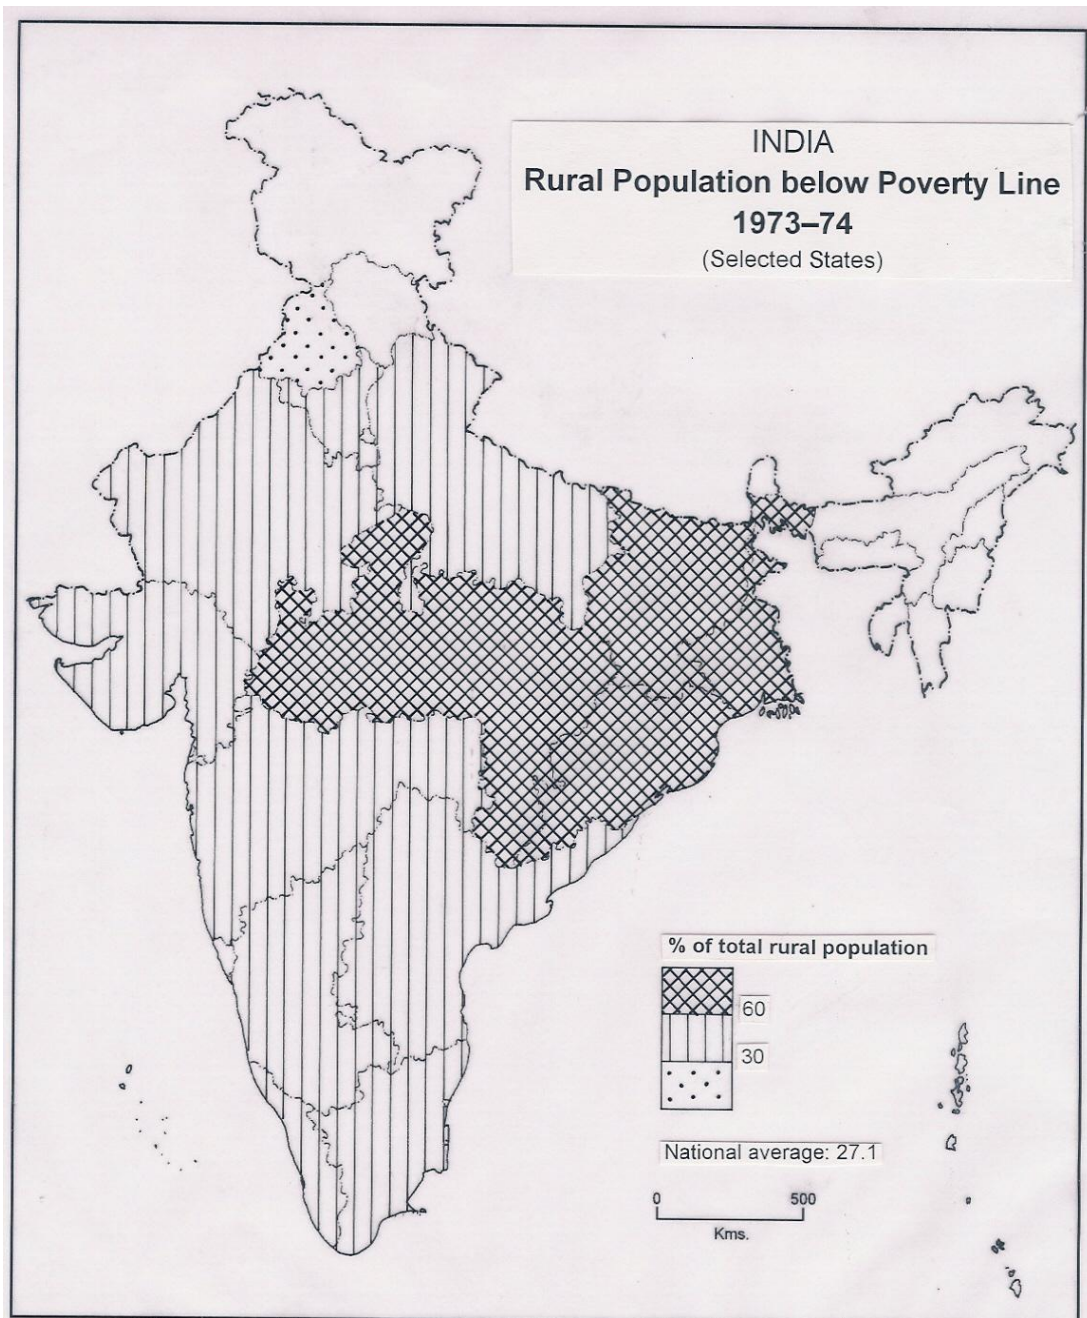 INDIA
Rural Population below Poverty Line
1973–74
(Selected States)
% of total rural population
60
30
National average: 27.1
0 500
Kms.